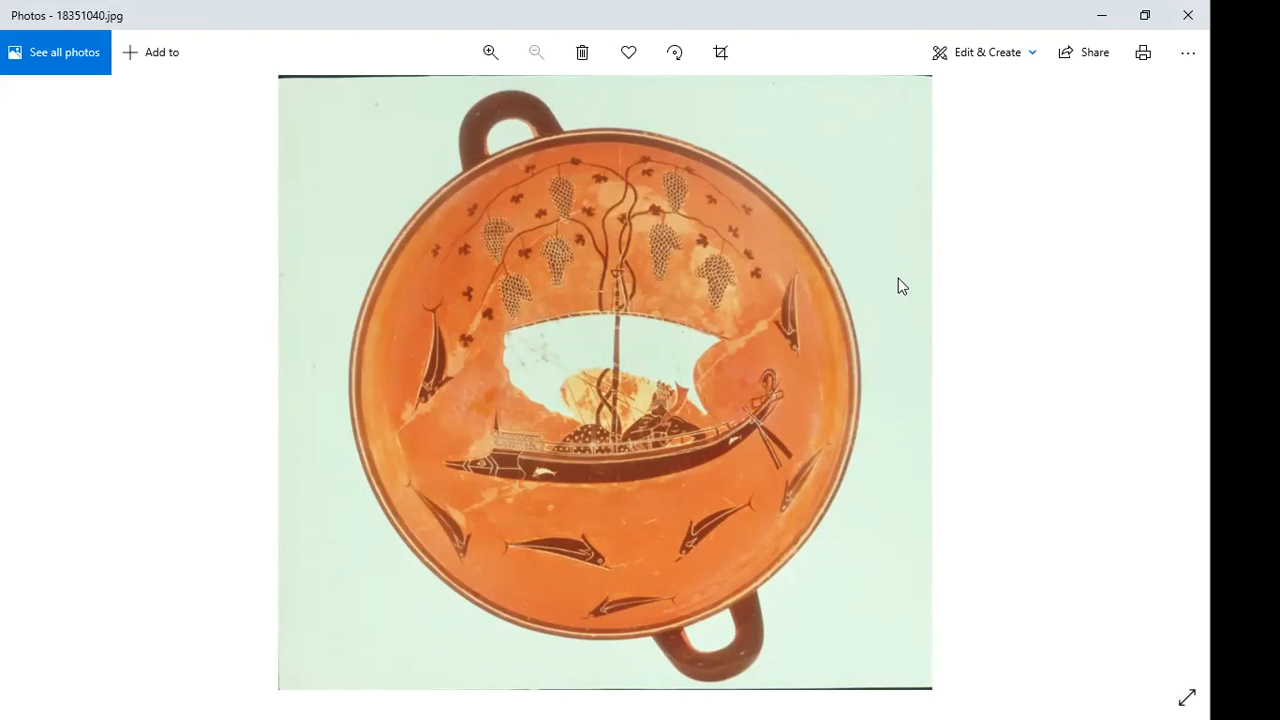 Photos - 18351040.jpg
See all photos
Add to
Edit & Create
Share